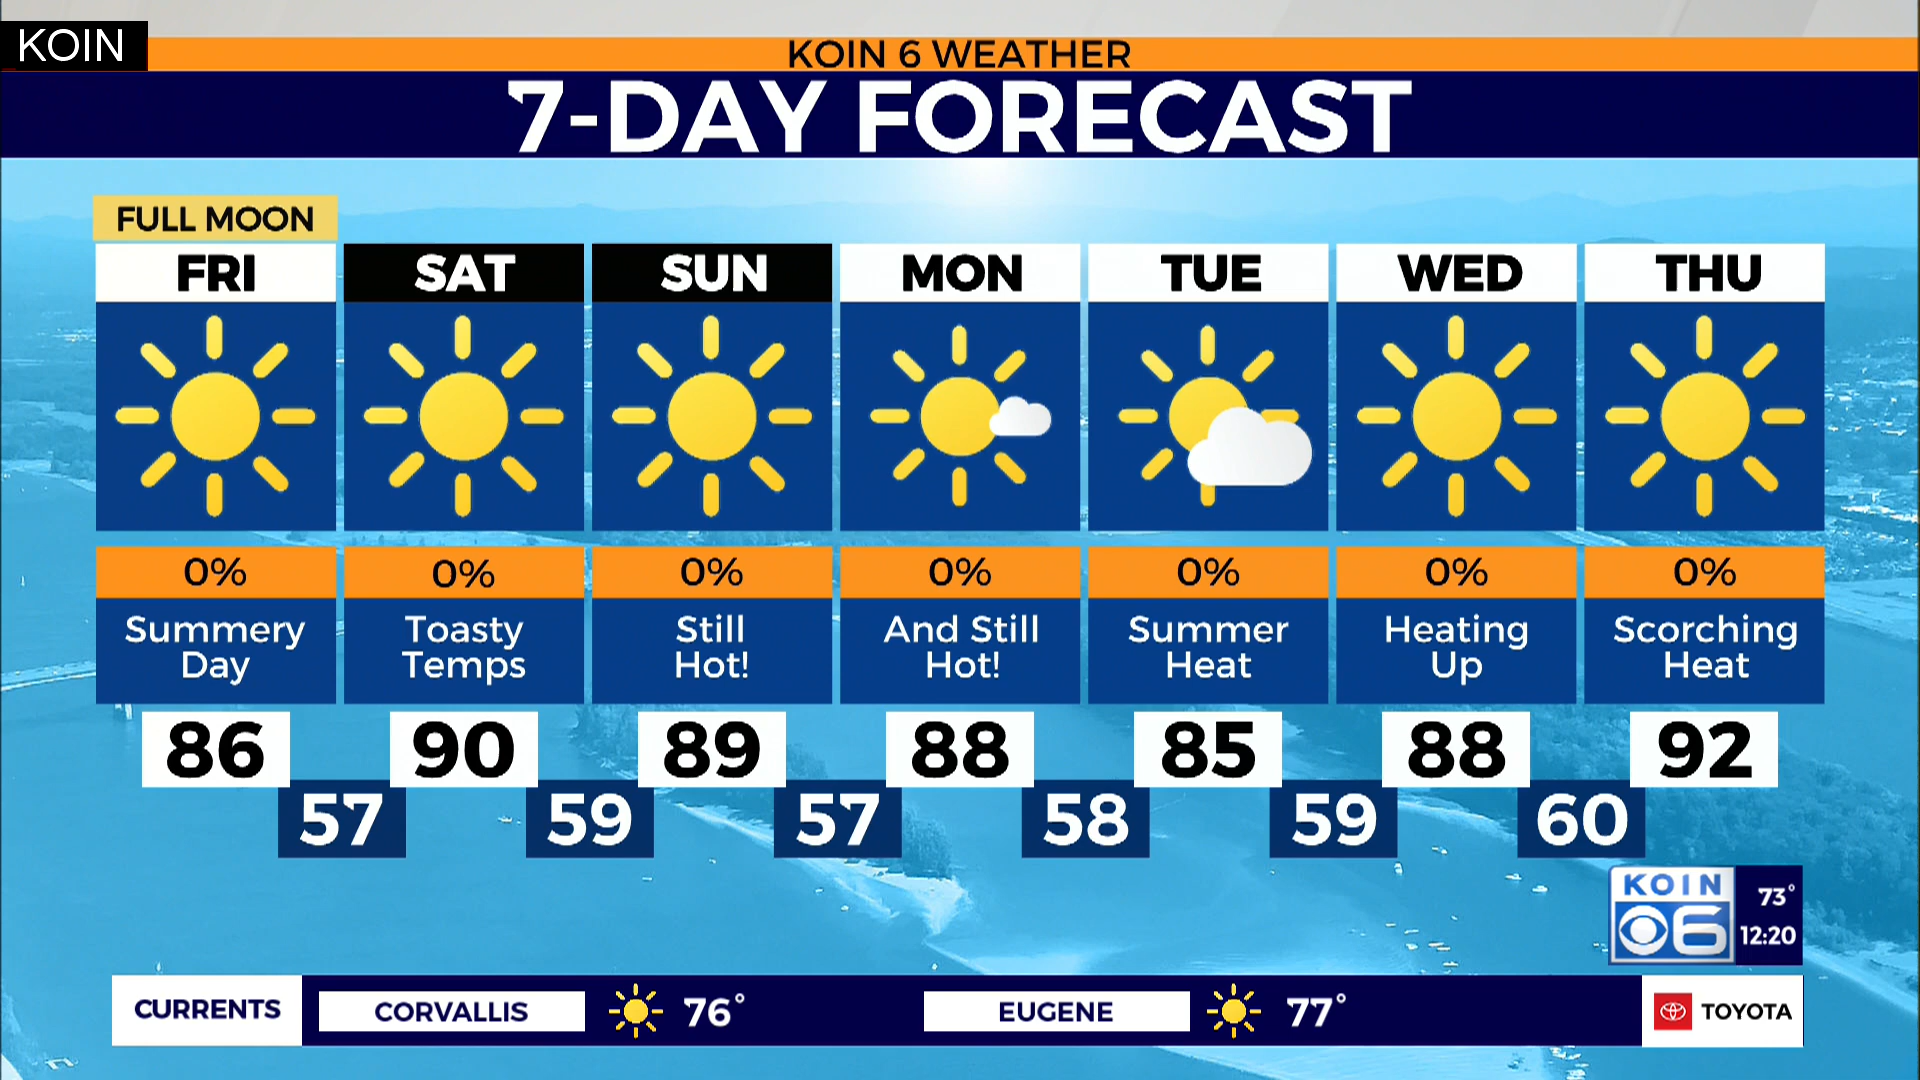 KOIN
KOIN 6 WEATHER
7-DAY FORECAST
FULL MOON
FRI SAT SUN MON TUE WED THU
0% 0% 0% 0% 0% 0% 0%
Summery Day
Toasty Temps
Still Hot!
And Still Hot!
Summer Heat
Heating Up
Scorching Heat
86 90 89 88 85 88 92
57 59 57 58 59 60
KOIN 6
73°
12:20
CURRENTS CORVALLIS 76° EUGENE 77° TOYOTA